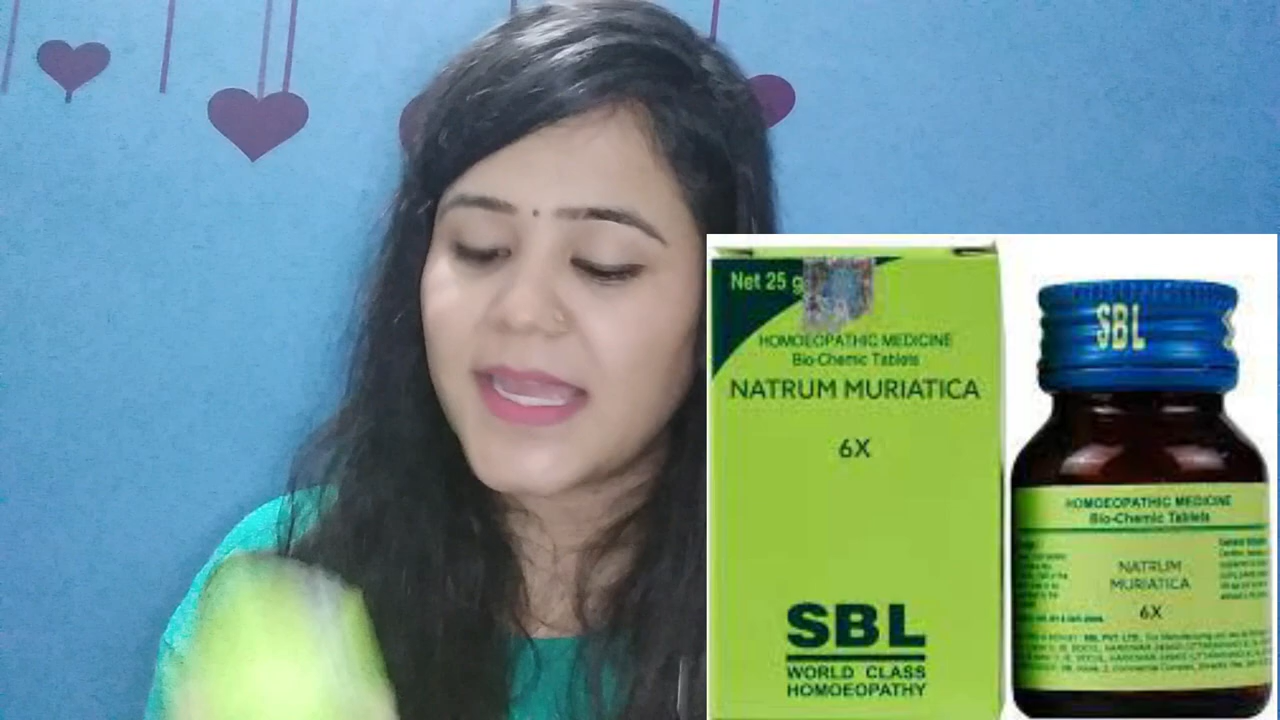 Net 25 g
HOMOEOPATHIC MEDICINE
Bio-Chemic Tablets
NATRUM MURIATICA
6X
SBL
WORLD CLASS
HOMOEOPATHY
SBL
HOMOEOPATHIC MEDICINE
Bio-Chemic Tablets
NATRUM
MURIATICA
6X